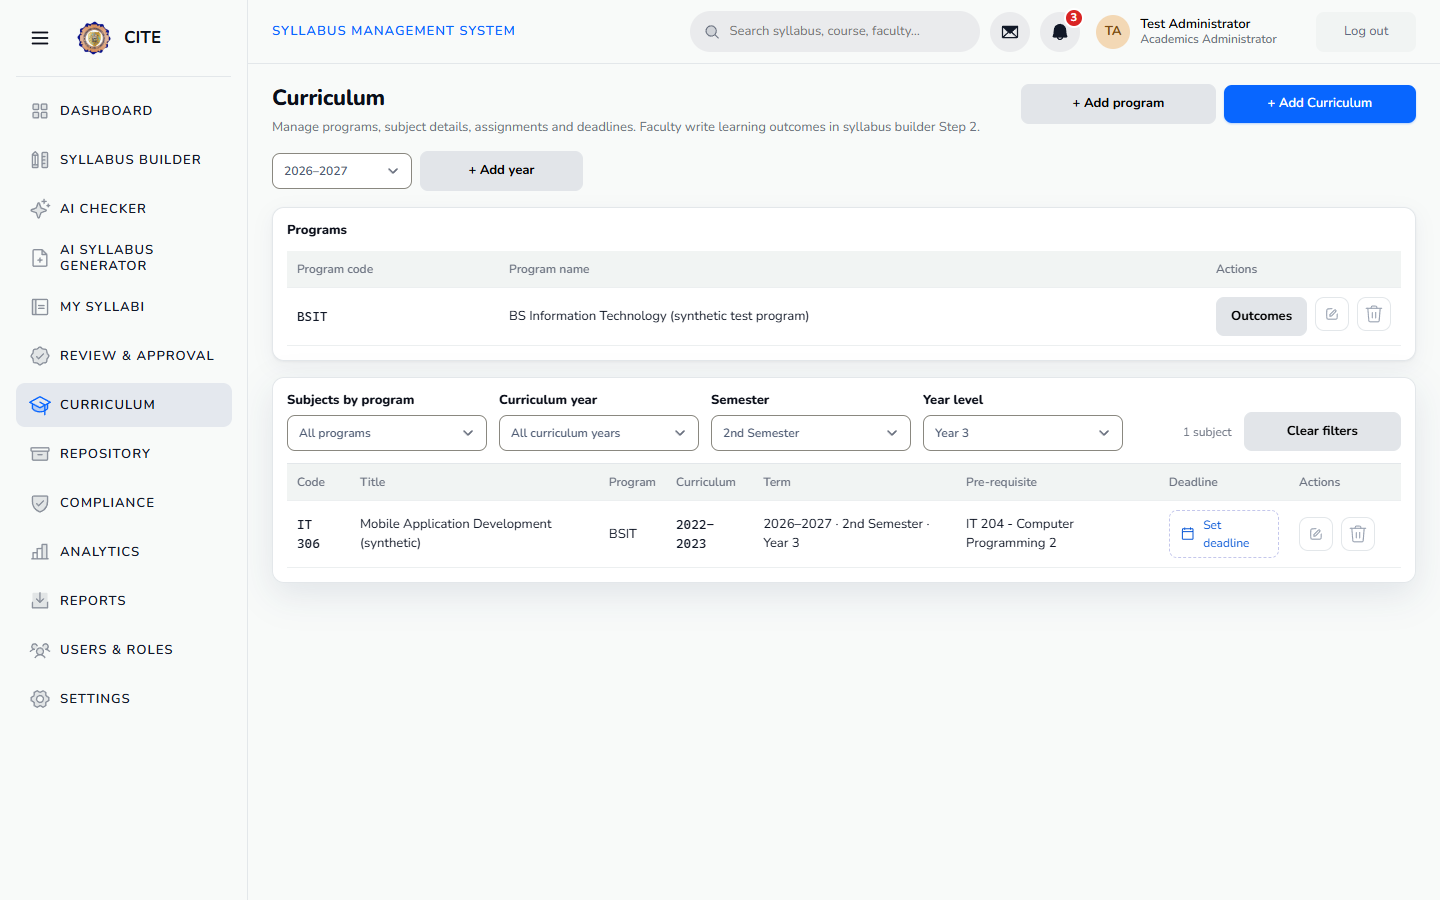 CITE
SYLLABUS MANAGEMENT SYSTEM
Search syllabus, course, faculty...
3
TA
Test Administrator
Academics Administrator
Log out
DASHBOARD
SYLLABUS BUILDER
AI CHECKER
AI SYLLABUS
GENERATOR
MY SYLLABI
REVIEW & APPROVAL
CURRICULUM
REPOSITORY
COMPLIANCE
ANALYTICS
REPORTS
USERS & ROLES
SETTINGS
Curriculum
Manage programs, subject details, assignments and deadlines. Faculty write learning outcomes in syllabus builder Step 2.
+ Add program
+ Add Curriculum
2026–2027
+ Add year
Programs
Program code Program name Actions
BSIT BS Information Technology (synthetic test program) Outcomes
Subjects by program Curriculum year Semester Year level
All programs All curriculum years 2nd Semester Year 3 1 subject Clear filters
Code Title Program Curriculum Term Pre-requisite Deadline Actions
IT
306
Mobile Application Development
(synthetic)
BSIT
2022–
2023
2026–2027 · 2nd Semester ·
Year 3
IT 204 - Computer
Programming 2
Set
deadline